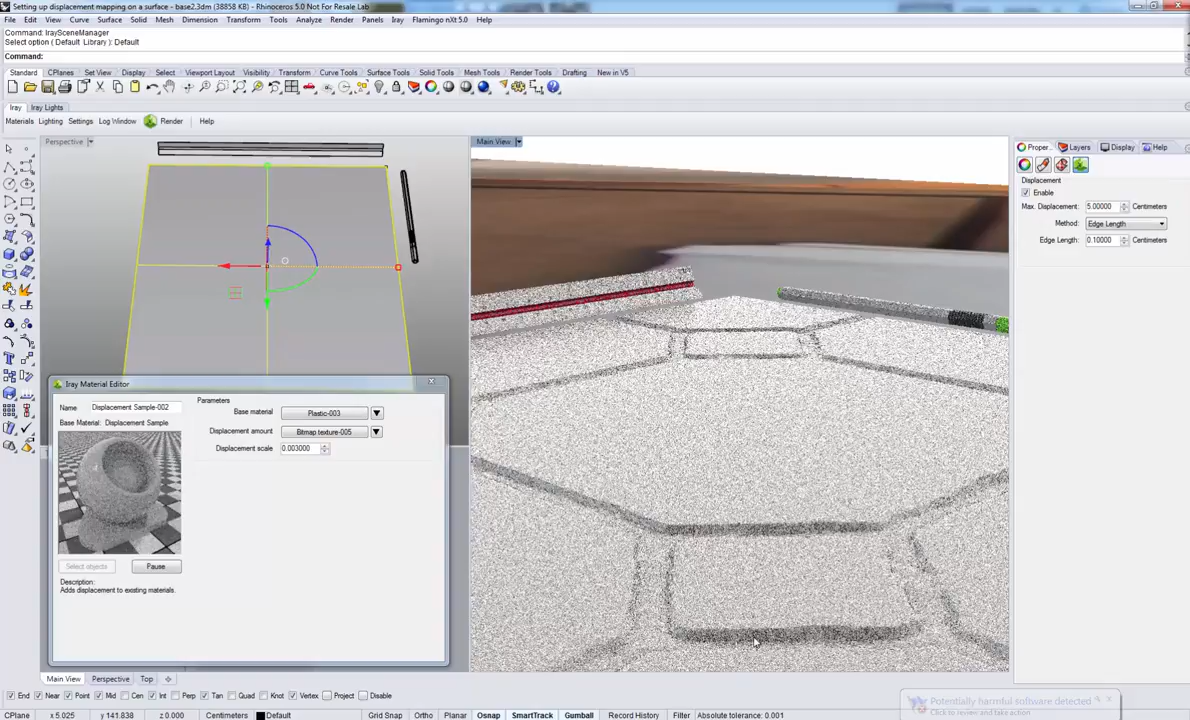 Setting up displacement mapping on a surface - base2.3dm (38858 KB) - Rhinoceros 5.0 Not For Resale Lab
File Edit View Curve Surface Solid Mesh Dimension Transform Tools Analyze Render Panels Iray Flamingo nXt 5.0 Help
Command: IraySceneManager
Select option ( Default Library ): Default
Command:
Standard CPlanes Set View Display Select Viewport Layout Visibility Transform Curve Tools Surface Tools Solid Tools Mesh Tools Render Tools Drafting New in V5
Iray Iray Lights
Materials Lighting Settings Log Window Render Help
Perspective
Main View
Proper... Layers Display Help
Displacement
Enable
Max. Displacement: 5.00000 Centimeters
Method: Edge Length
Edge Length: 0.10000 Centimeters
Iray Material Editor
Name Displacement Sample-002
Base Material: Displacement Sample
Parameters
Base material Plastic-003
Displacement amount Bitmap texture-005
Displacement scale 0.003000
Select objects Pause
Description:
Adds displacement to existing materials.
Main View Perspective Top
End Near Point Mid Cen Int Perp Tan Quad Knot Vertex Project Disable
Potentially harmful software detected
Click to review and take action
CPlane x 5.025 y 141.838 z 0.000 Centimeters Default Grid Snap Ortho Planar Osnap SmartTrack Gumball Record History Filter Absolute tolerance: 0.001